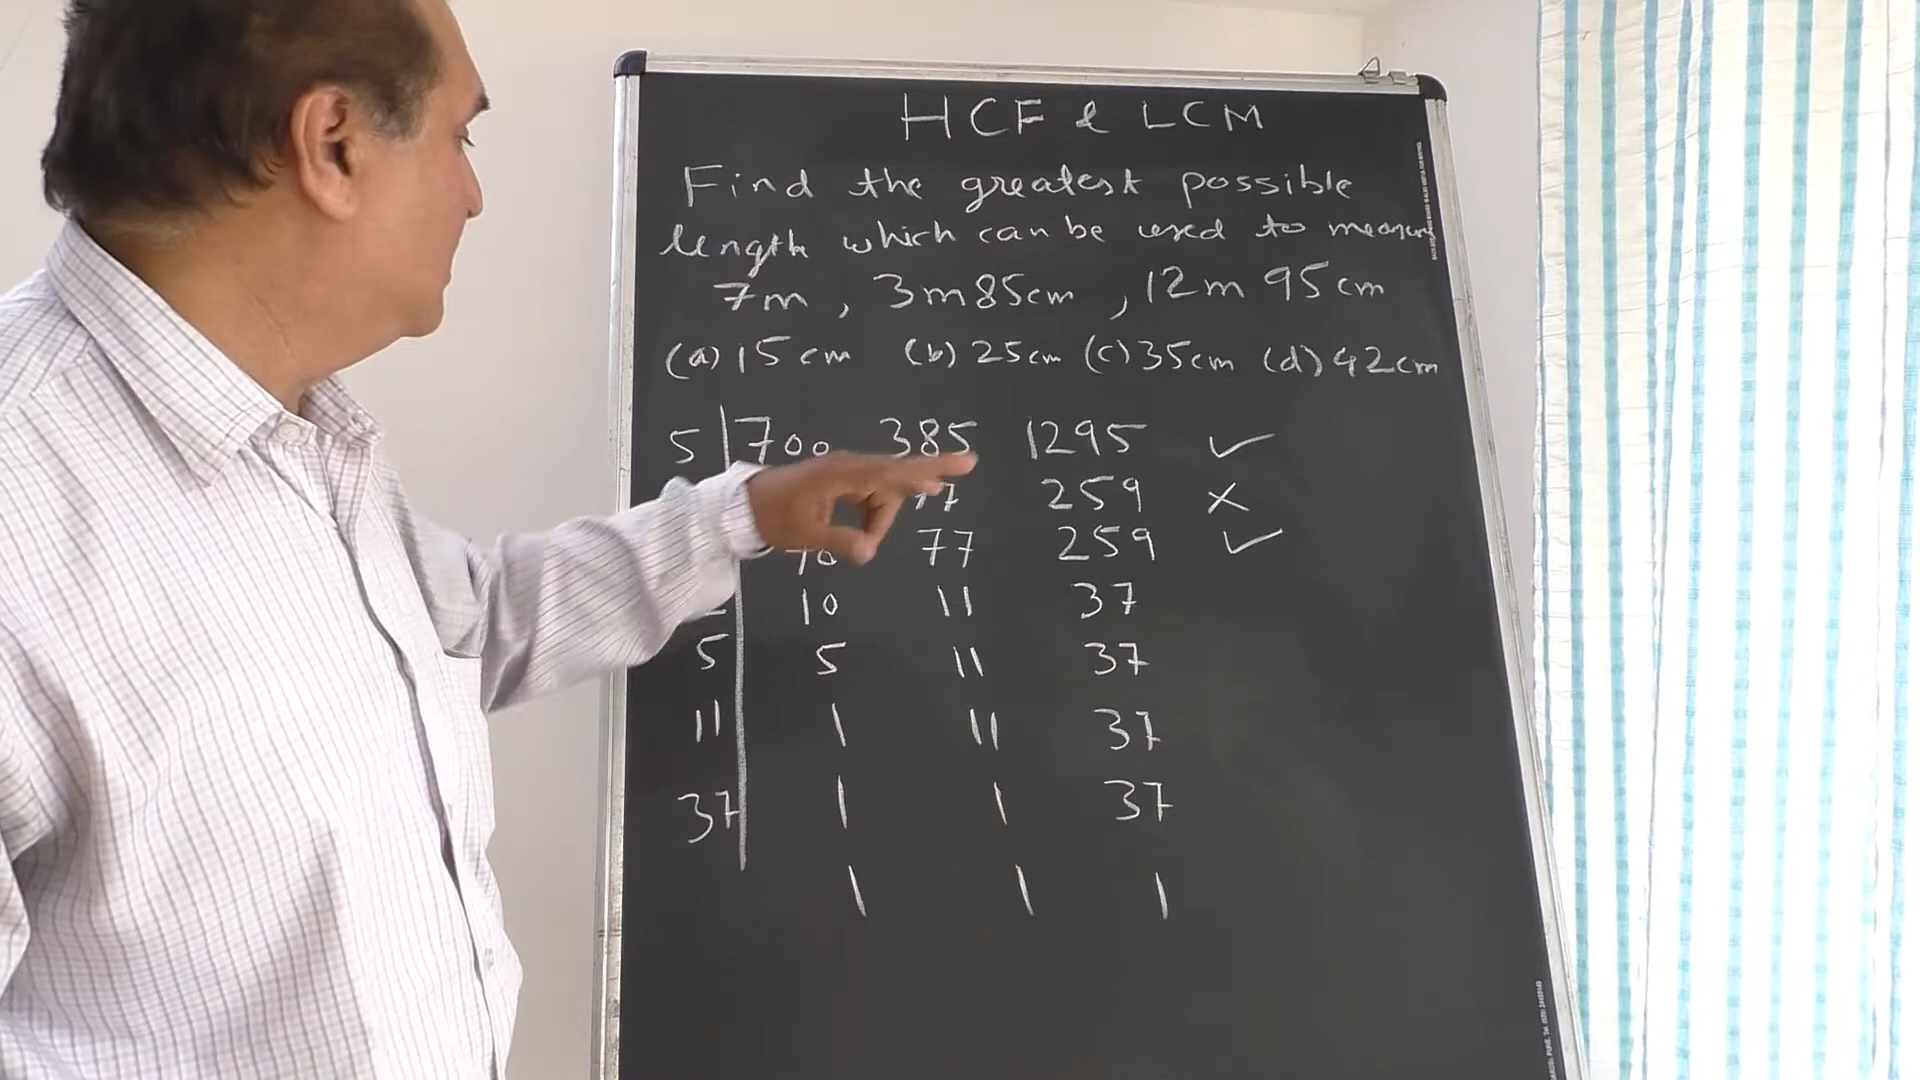 HCF & LCM
Find the greatest possible
length which can be used to measure
7m, 3m85cm, 12m 95cm
(a) 15cm (b) 25cm (c) 35cm (d) 42cm
5 700 385 1295 ✓
77 259 ×
70 77 259 ✓
10 11 37
5 5 11 37
11 1 11 37
37 1 1 37
1 1 1